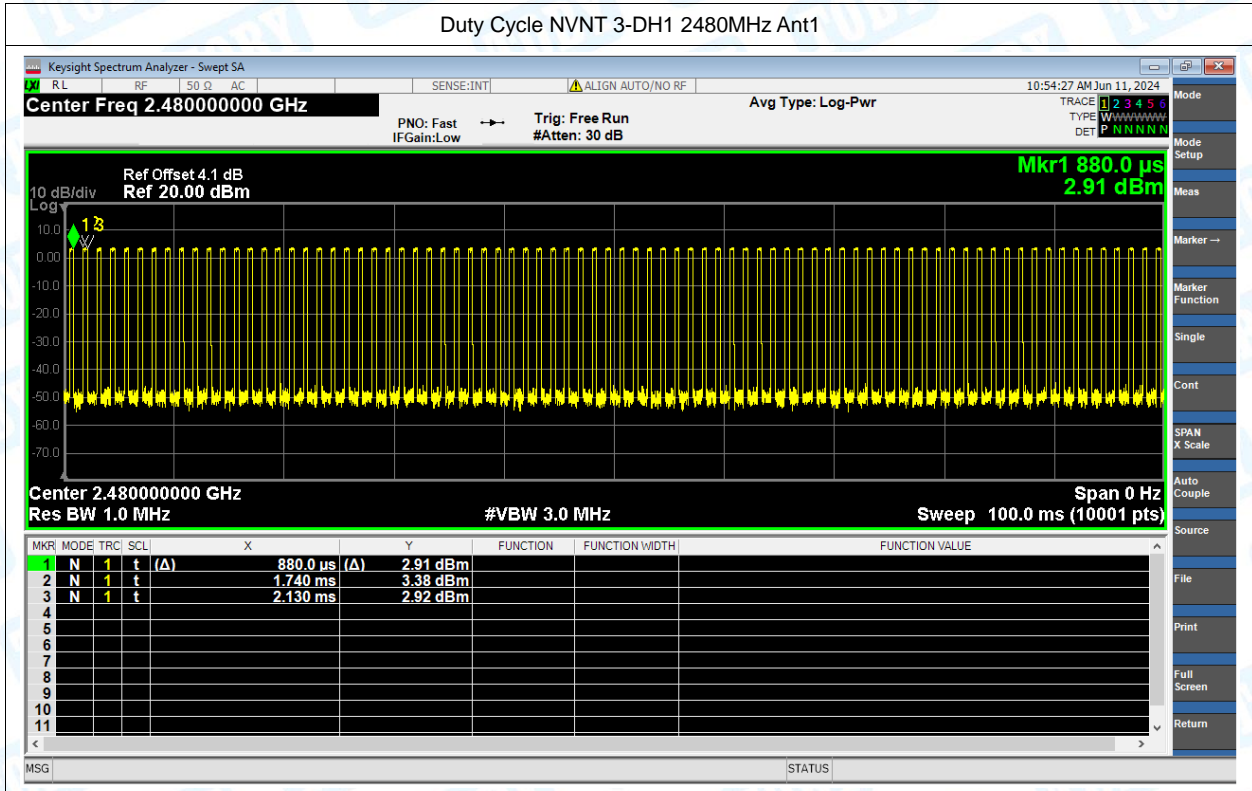 Duty Cycle NVNT 3-DH1 2480MHz Ant1
Keysight Spectrum Analyzer - Swept SA
LXI RL RF 50 Ω AC SENSE:INT ALIGN AUTO/NO RF 10:54:27 AM Jun 11, 2024
Center Freq 2.480000000 GHz
Avg Type: Log-Pwr
TRACE 1 2 3 4 5 6
TYPE W
DET P N N N N N
PNO: Fast
IFGain:Low
Trig: Free Run
#Atten: 30 dB
Mkr1 880.0 µs
2.91 dBm
Ref Offset 4.1 dB
10 dB/div Ref 20.00 dBm
Log
1 3
10.0
0.00
-10.0
-20.0
-30.0
-40.0
-50.0
-60.0
-70.0
Center 2.480000000 GHz Span 0 Hz
Res BW 1.0 MHz #VBW 3.0 MHz Sweep 100.0 ms (10001 pts)
MKR MODE TRC SCL X Y FUNCTION FUNCTION WIDTH FUNCTION VALUE
1 N 1 t (Δ) 880.0 µs (Δ) 2.91 dBm
2 N 1 t 1.740 ms 3.38 dBm
3 N 1 t 2.130 ms 2.92 dBm
4
5
6
7
8
9
10
11
MSG STATUS
Mode
Mode
Setup
Meas
Marker→
Marker
Function
Single
Cont
SPAN
X Scale
Auto
Couple
Source
File
Print
Full
Screen
Return